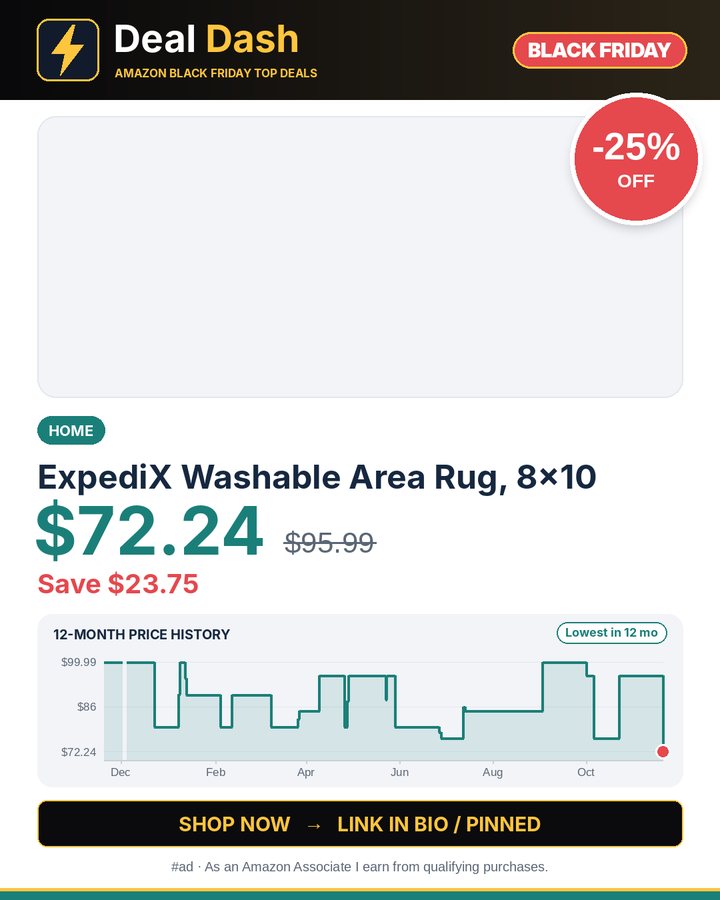 Deal Dash
AMAZON BLACK FRIDAY TOP DEALS
BLACK FRIDAY
-25%
OFF
HOME
ExpediX Washable Area Rug, 8×10
$72.24 $95.99
Save $23.75
12-MONTH PRICE HISTORY
Lowest in 12 mo
$99.99
$86
$72.24
Dec Feb Apr Jun Aug Oct
SHOP NOW → LINK IN BIO / PINNED
#ad · As an Amazon Associate I earn from qualifying purchases.